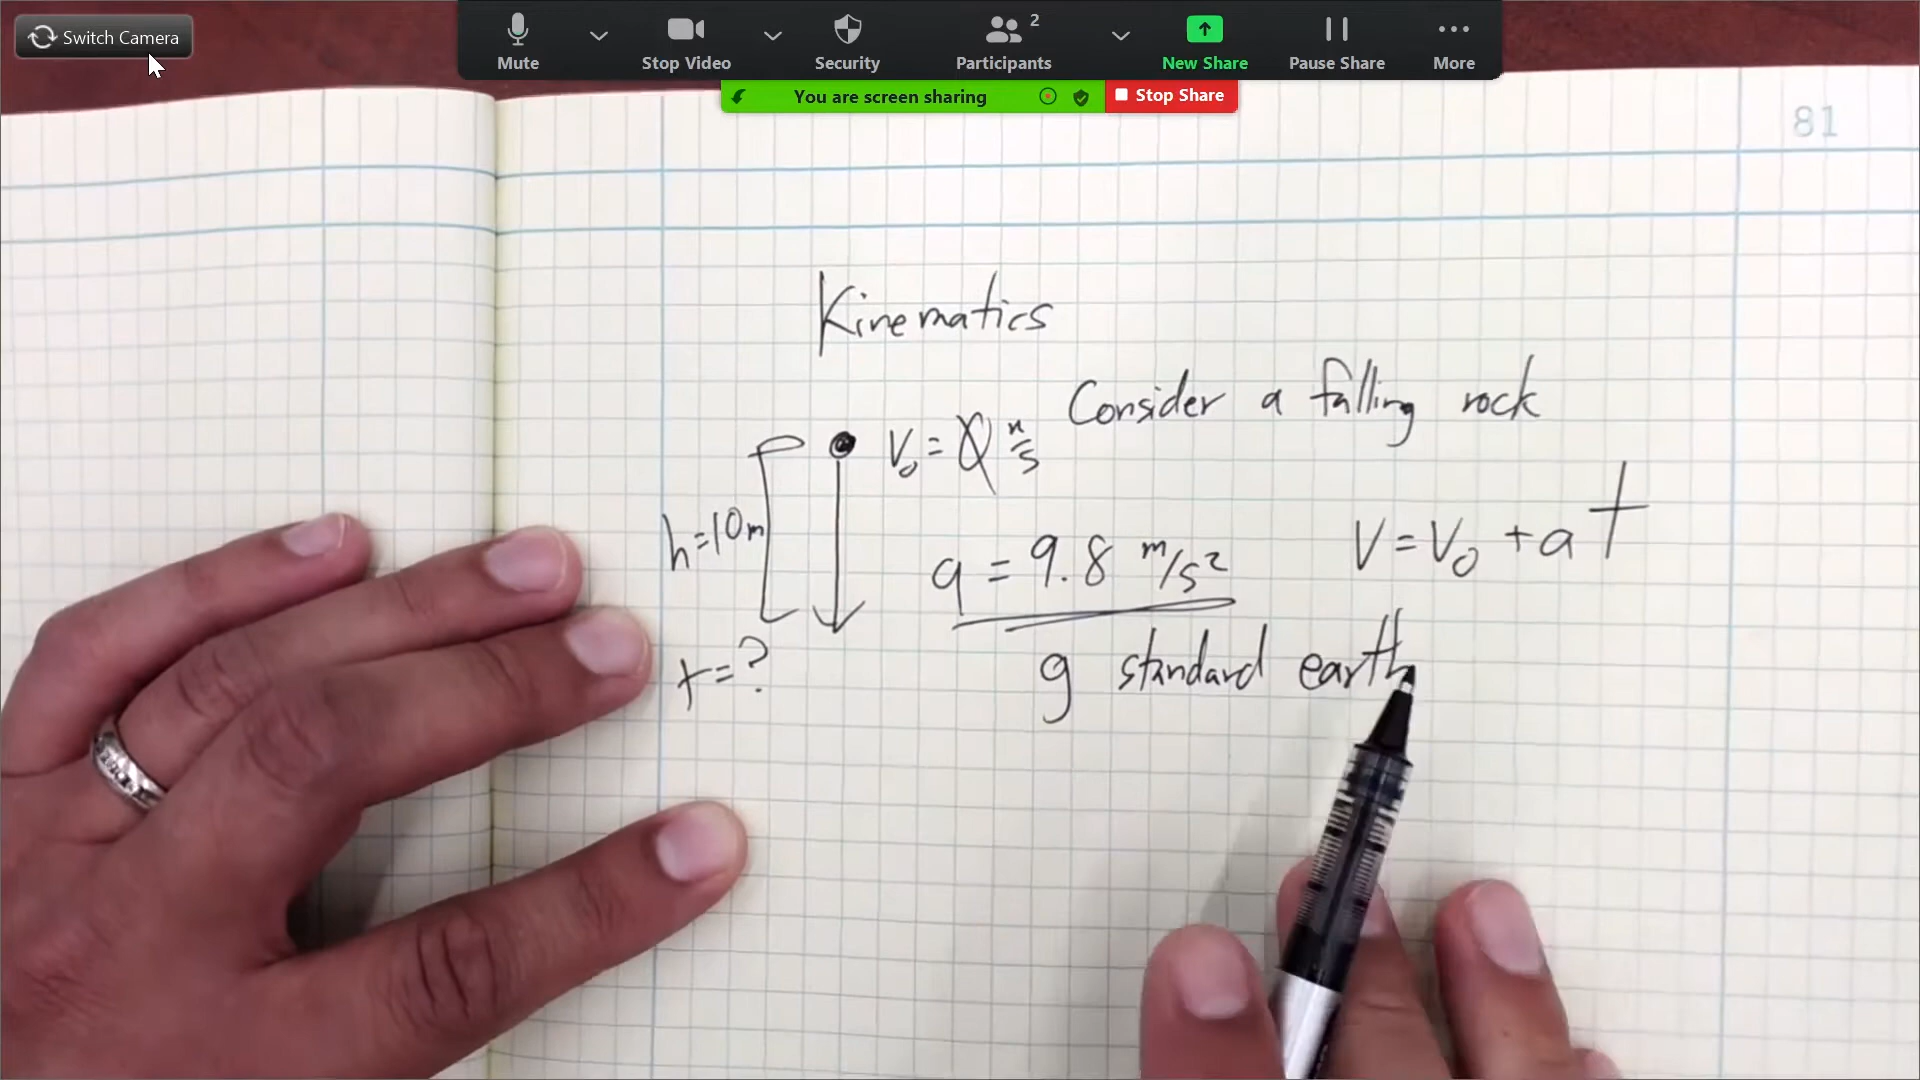 Switch Camera
Mute
Stop Video
Security
Participants
2
New Share
Pause Share
More
You are screen sharing
Stop Share
81
Kinematics
Consider a falling rock
V₀ = 0 m/s
h=10m
a = 9.8 m/s²
V = V₀ + at
t=?
g standard earth